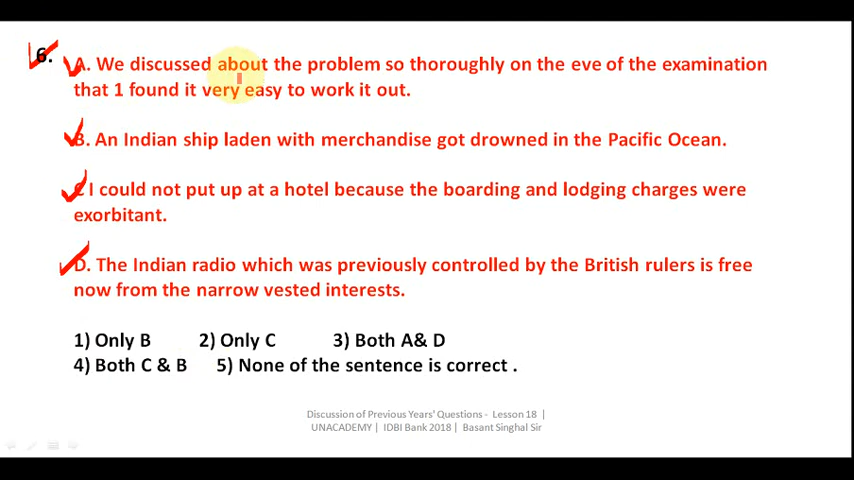 6.
A. We discussed about the problem so thoroughly on the eve of the examination
that 1 found it very easy to work it out.
B. An Indian ship laden with merchandise got drowned in the Pacific Ocean.
C I could not put up at a hotel because the boarding and lodging charges were
exorbitant.
D. The Indian radio which was previously controlled by the British rulers is free
now from the narrow vested interests.
1) Only B 2) Only C 3) Both A& D
4) Both C & B 5) None of the sentence is correct .
Discussion of Previous Years' Questions - Lesson 18 |
UNACADEMY | IDBI Bank 2018 | Basant Singhal Sir